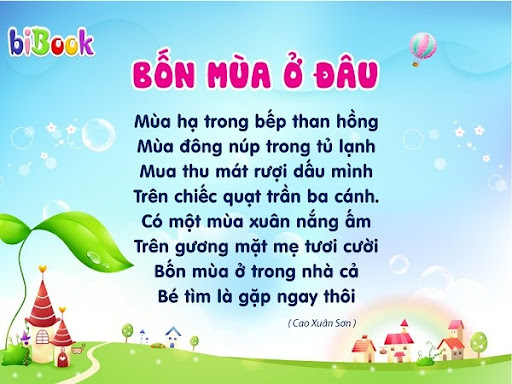 biBook
BỐN MÙA Ở ĐÂU
Mùa hạ trong bếp than hồng
Mùa đông núp trong tủ lạnh
Mua thu mát rượi dấu mình
Trên chiếc quạt trần ba cánh.
Có một mùa xuân nắng ấm
Trên gương mặt mẹ tươi cười
Bốn mùa ở trong nhà cả
Bé tìm là gặp ngay thôi
( Cao Xuân Sơn )